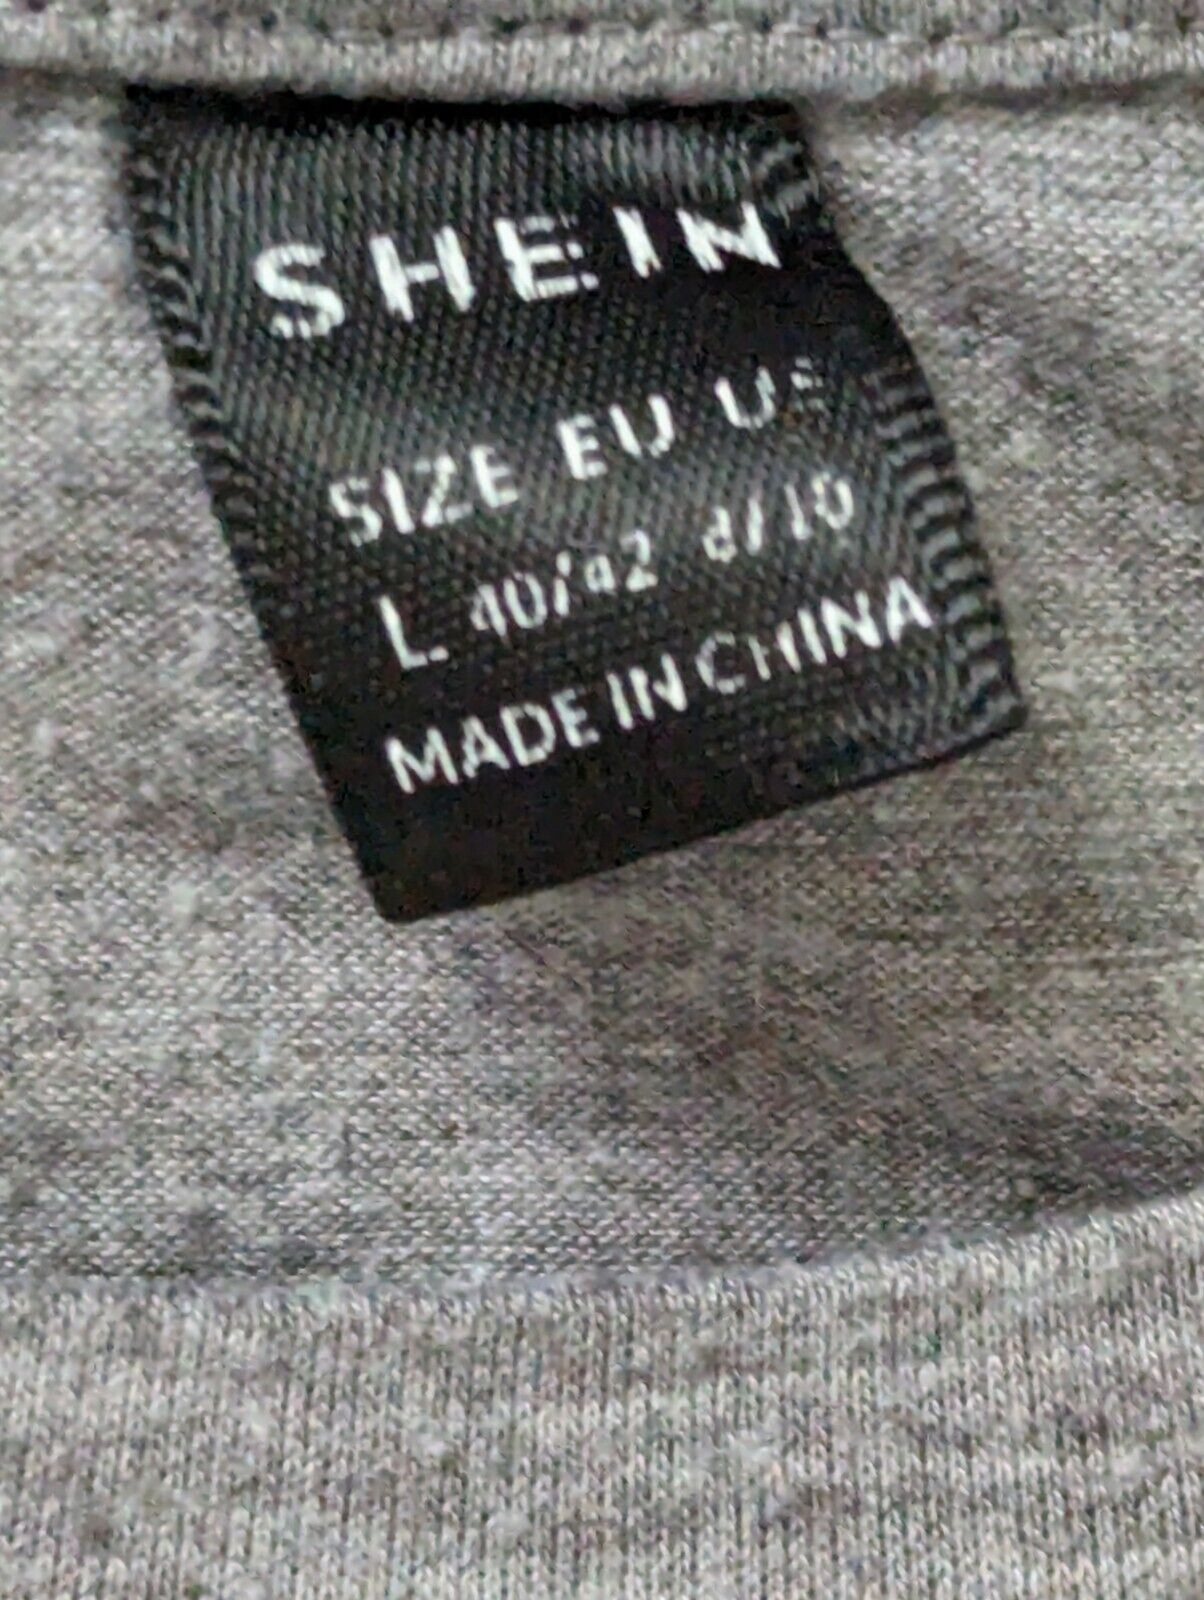 SHEIN
SIZE EU US
L 40/42 8/10
MADE IN CHINA